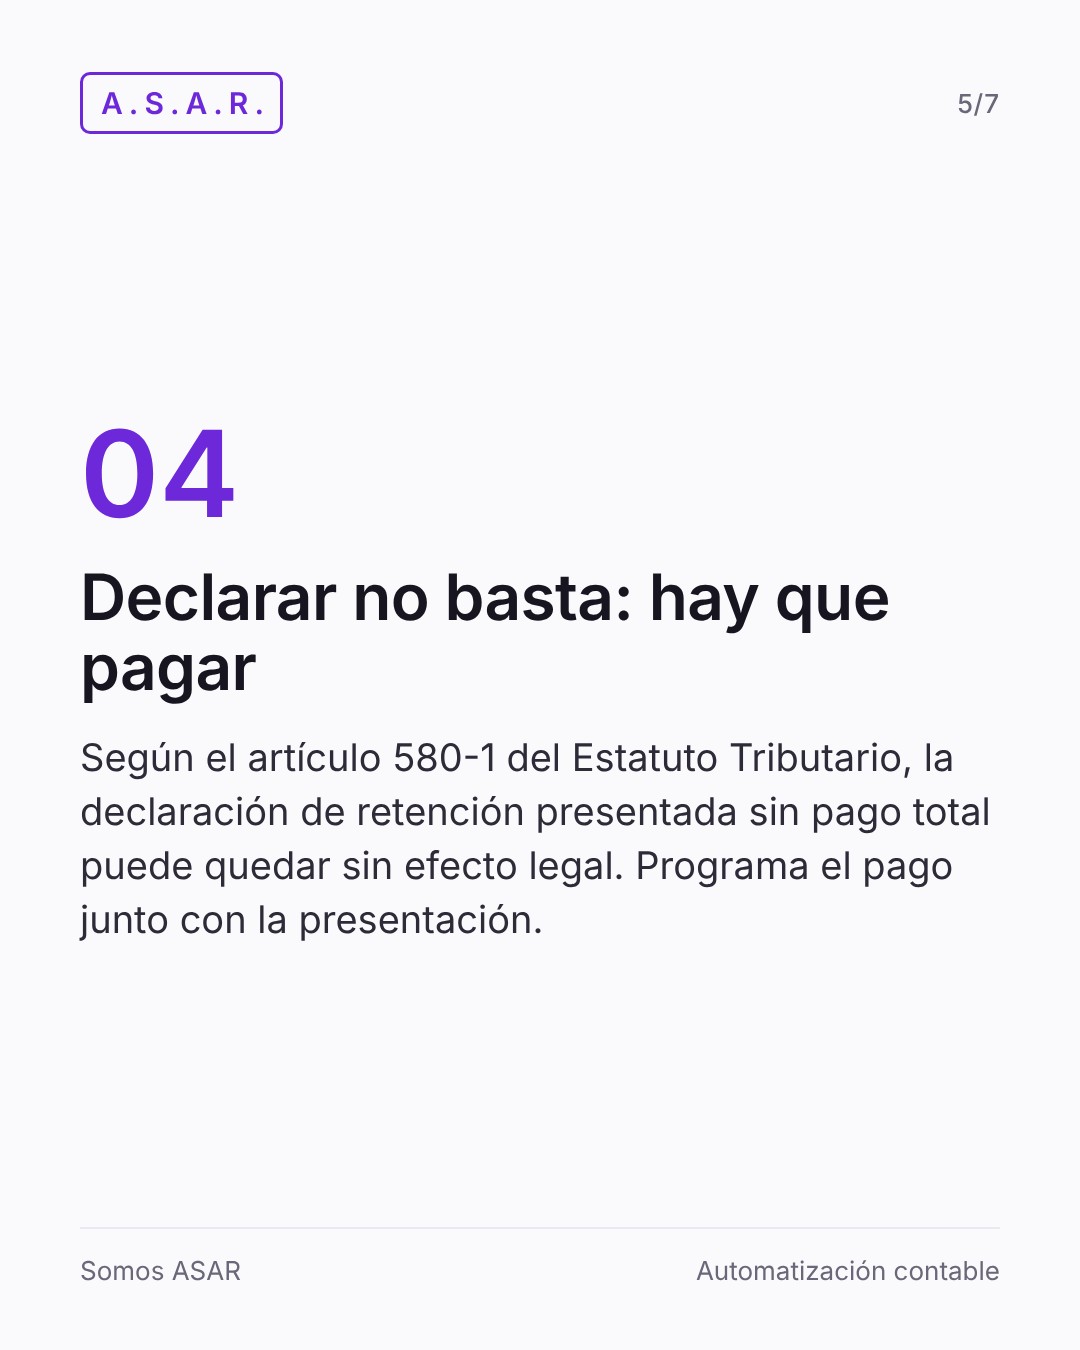 A.S.A.R.
5/7
04
Declarar no basta: hay que
pagar
Según el artículo 580-1 del Estatuto Tributario, la
declaración de retención presentada sin pago total
puede quedar sin efecto legal. Programa el pago
junto con la presentación.
Somos ASAR
Automatización contable